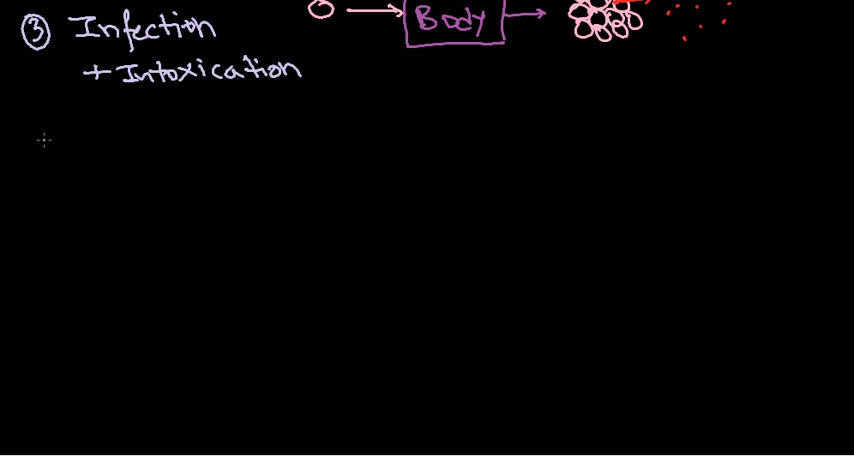 ③ Infection
+ Intoxication
Body